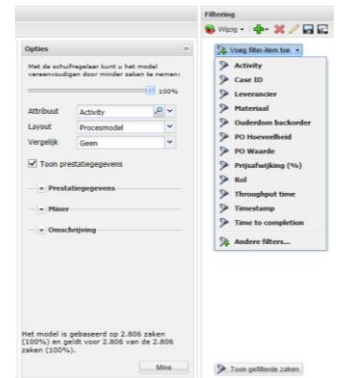 Opties
Met de schuifregelaar kunt u het model
vereenvoudigen door minder zaken te nemen:
100%
Attribuut Activity
Layout Procesmodel
Vergelijk Geen
Toon prestatiegegevens
Prestatiegegevens
Miner
Omschrijving
Het model is gebaseerd op 2.806 zaken
(100%) en geldt voor 2.806 van de 2.806
zaken (100%).
Mine
Filtering
Wijzig
Voeg filter-item toe
Activity
Case ID
Leverancier
Materiaal
Ouderdom backorder
PO Hoeveelheid
PO Waarde
Prijsafwijking (%)
Rol
Throughput time
Timestamp
Time to completion
Andere filters...
Toon gefilterde zaken